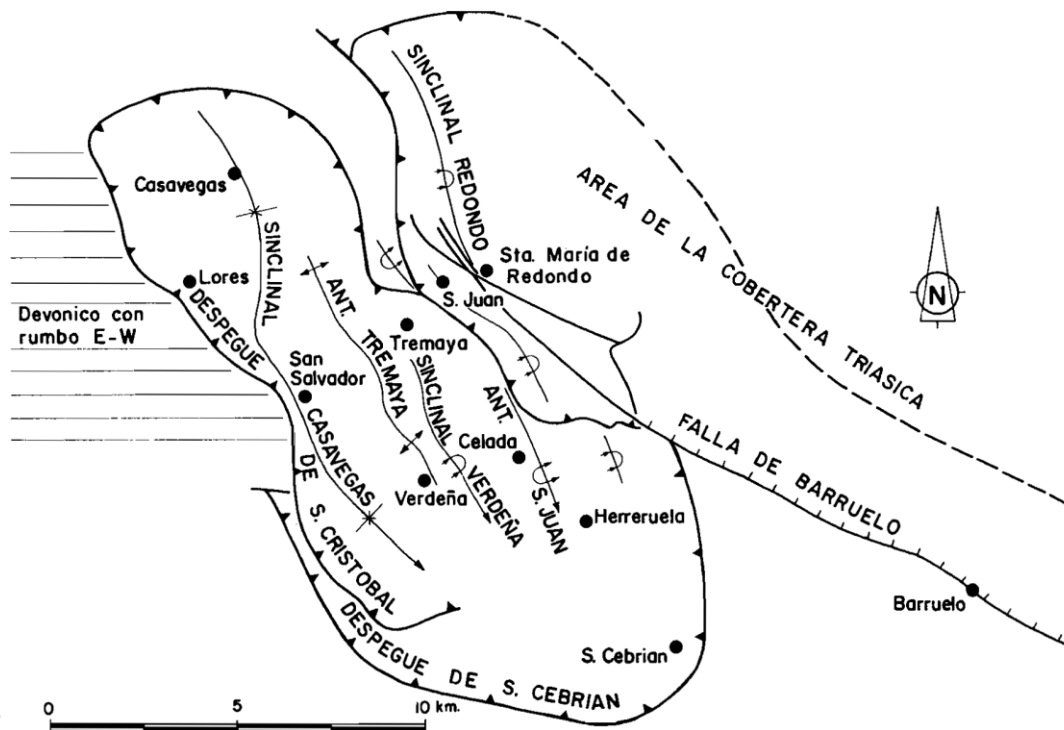 SINCLINAL REDONDO
AREA DE LA COBERTERA TRIASICA
Casavegas
SINCLINAL
CASAVEGAS
Sta. María de
Redondo
N
Lores
S. Juan
Devonico con
rumbo E-W
DESPEGUE
DE S. CRISTOBAL
ANT.
TREMAYA
Tremaya
San
Salvador
SINCLINAL
VERDEÑA
ANT.
S. JUAN
Celada
FALLA DE BARRUELO
Verdeña
Herreruela
Barruelo
S. Cebrian
DESPEGUE DE S. CEBRIAN
0 5 10 km.